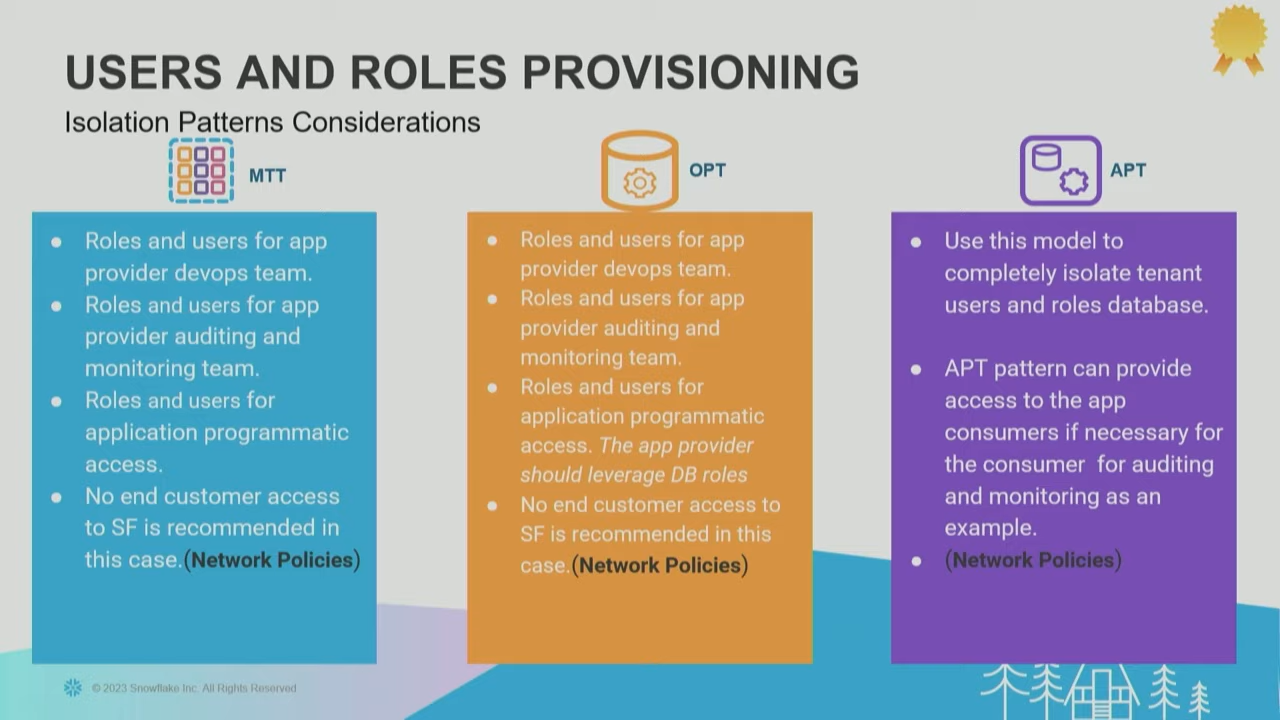 USERS AND ROLES PROVISIONING
Isolation Patterns Considerations
MTT
● Roles and users for app
provider devops team.
● Roles and users for app
provider auditing and
monitoring team.
● Roles and users for
application programmatic
access.
● No end customer access
to SF is recommended in
this case.(Network Policies)
OPT
● Roles and users for app
provider devops team.
● Roles and users for app
provider auditing and
monitoring team.
● Roles and users for
application programmatic
access. The app provider
should leverage DB roles
● No end customer access to
SF is recommended in this
case.(Network Policies)
APT
● Use this model to
completely isolate tenant
users and roles database.
● APT pattern can provide
access to the app
consumers if necessary for
the consumer  for auditing
and monitoring as an
example.
● (Network Policies)
© 2023 Snowflake Inc. All Rights Reserved